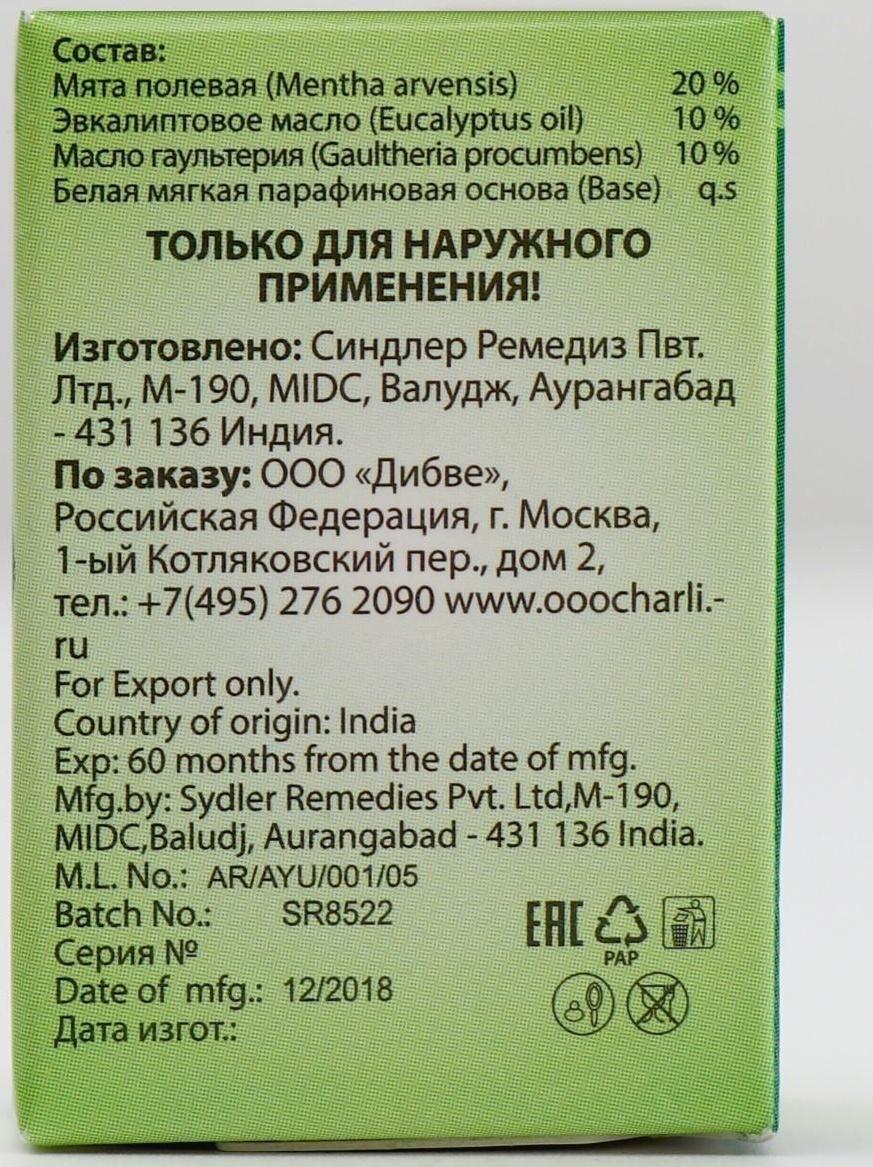 Состав:
Мята полевая (Mentha arvensis) 20 %
Эвкалиптовое масло (Eucalyptus oil) 10 %
Масло гаультерия (Gaultheria procumbens) 10 %
Белая мягкая парафиновая основа (Base) q.s
ТОЛЬКО ДЛЯ НАРУЖНОГО
ПРИМЕНЕНИЯ!
Изготовлено: Синдлер Ремедиз Пвт.
Лтд., М-190, MIDC, Валудж, Аурангабад
- 431 136 Индия.
По заказу: ООО «Дибве»,
Российская Федерация, г. Москва,
1-ый Котляковский пер., дом 2,
тел.: +7(495) 276 2090 www.ooocharli.-
ru
For Export only.
Country of origin: India
Exp: 60 months from the date of mfg.
Mfg.by: Sydler Remedies Pvt. Ltd,M-190,
MIDC,Baludj, Aurangabad - 431 136 India.
M.L. No.: AR/AYU/001/05
Batch No.: SR8522
Серия №
Date of mfg.: 12/2018
Дата изгот.:
EAC
PAP